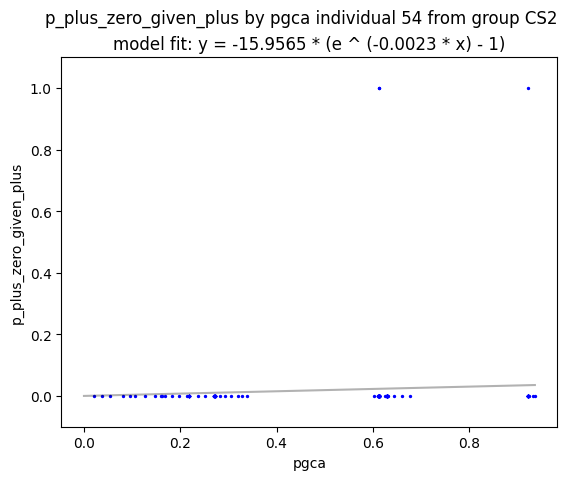 p_plus_zero_given_plus by pgca individual 54 from group CS2
model fit: y = -15.9565 * (e ^ (-0.0023 * x) - 1)
p_plus_zero_given_plus
1.0
0.8
0.6
0.4
0.2
0.0
0.0 0.2 0.4 0.6 0.8
pgca